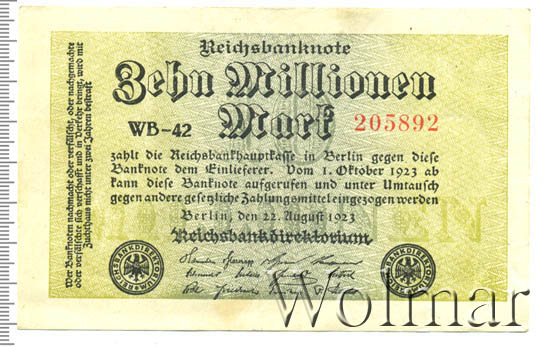 Reichsbanknote
Zehn Millionen
Mark
WB-42
205892
zahlt die Reichsbankhauptkasse in Berlin gegen diese
Banknote dem Einlieferer. Vom 1. Oktober 1923 ab
kann diese Banknote aufgerufen und unter Umtausch
gegen andere gesetzliche Zahlungsmittel eingezogen werden
Berlin, den 22. August 1923
Reichsbankdirektorium
Wer Banknoten nachmacht oder verfälscht, oder nachgemachte
oder verfälschte sich verschafft und in Verkehr bringt, wird mit
Zuchthaus nicht unter zwei Jahren bestraft
REICHSBANKDIREKTORIUM
REICHSBANKDIREKTORIUM
Wolmar